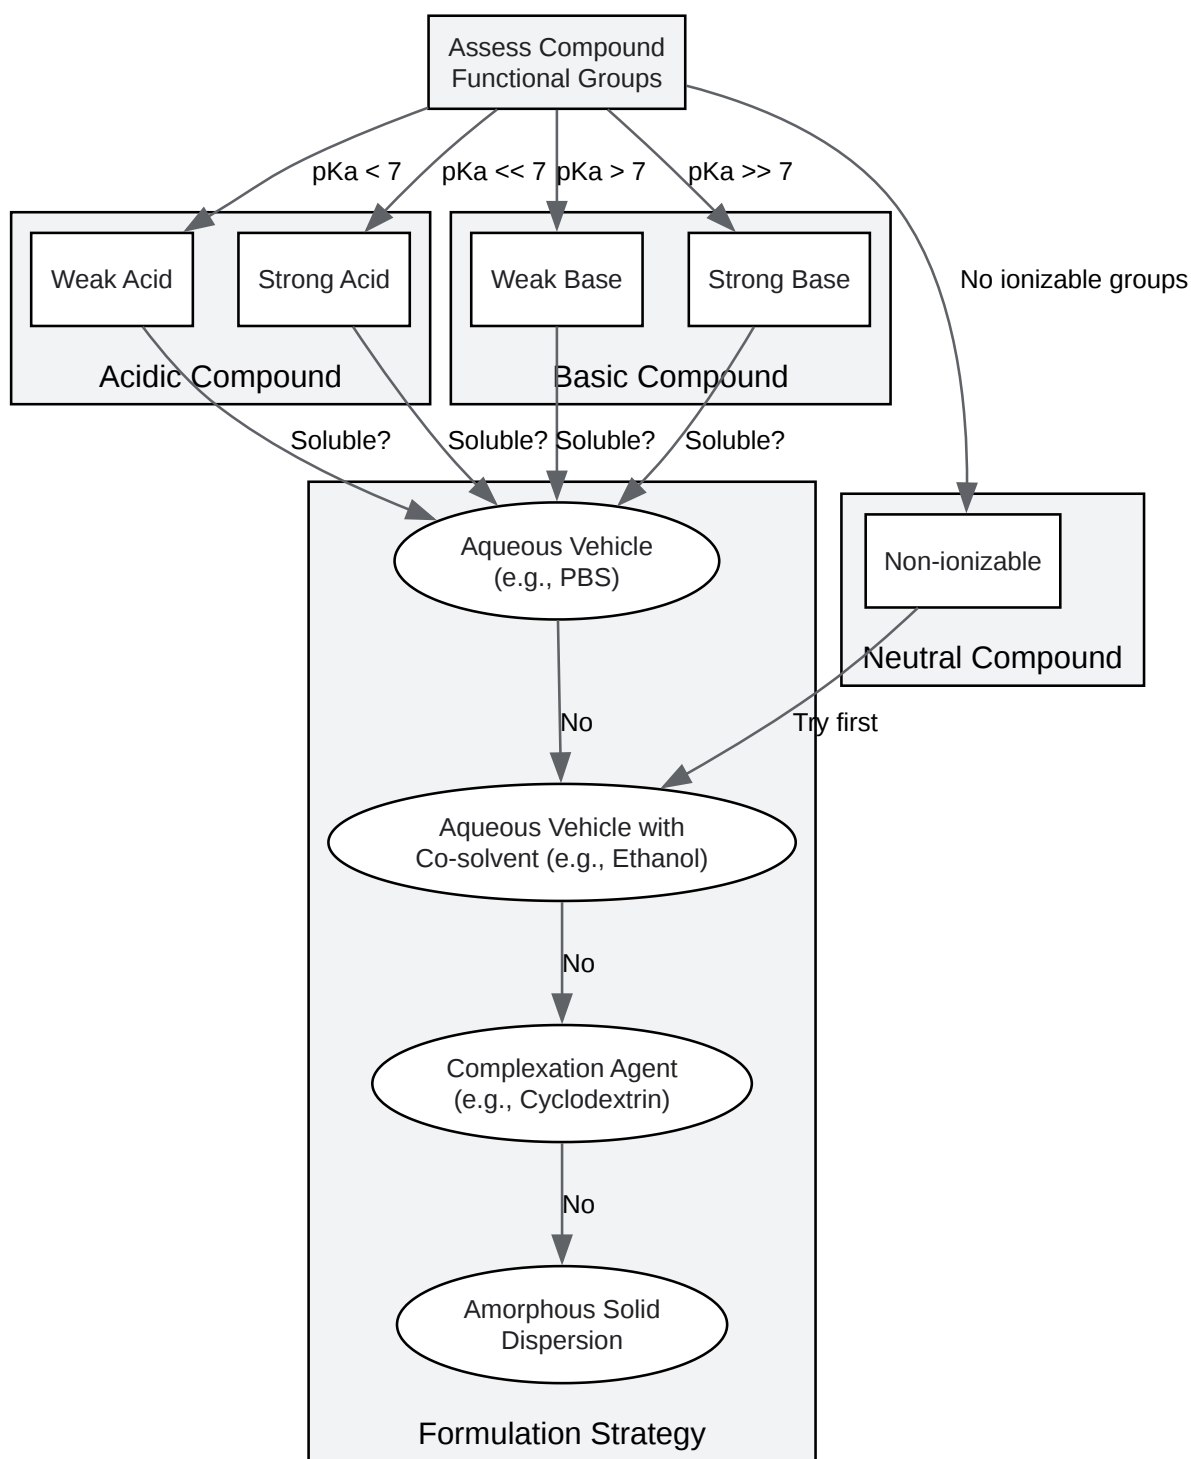 Assess Compound
Functional Groups
pKa < 7
pKa << 7
pKa > 7
pKa >> 7
No ionizable groups
Weak Acid
Strong Acid
Weak Base
Strong Base
Acidic Compound
Basic Compound
Soluble?
Soluble?
Soluble?
Soluble?
Aqueous Vehicle
(e.g., PBS)
Non-ionizable
Neutral Compound
No
Try first
Aqueous Vehicle with
Co-solvent (e.g., Ethanol)
No
Complexation Agent
(e.g., Cyclodextrin)
No
Amorphous Solid
Dispersion
Formulation Strategy